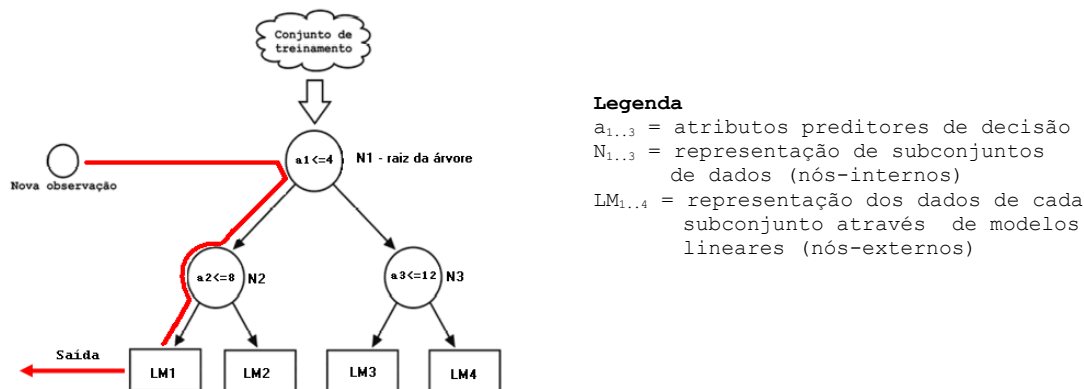 Conjunto de
treinamento
a1<=4
N1 - raiz da árvore
Nova observação
a2<=8
N2
a3<=12
N3
Saída
LM1
LM2
LM3
LM4
Legenda
a1..3 = atributos preditores de decisão
N1..3 = representação de subconjuntos
de dados (nós-internos)
LM1..4 = representação dos dados de cada
subconjunto através de modelos
lineares (nós-externos)